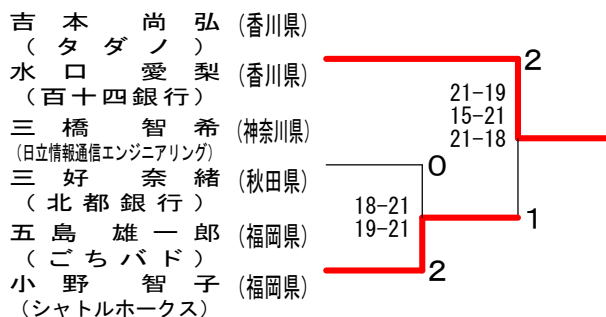 吉本 尚弘 (香川県)
(タダノ)
水口 愛梨 (香川県)
(百十四銀行)
三橋 智希 (神奈川県)
(日立情報通信エンジニアリング)
三好 奈緒 (秋田県)
(北都銀行)
五島 雄一郎 (福岡県)
(ごちバド)
小野 智子 (福岡県)
(シャトルホークス)
2
21-19
15-21
21-18
0
18-21
19-21
1
2